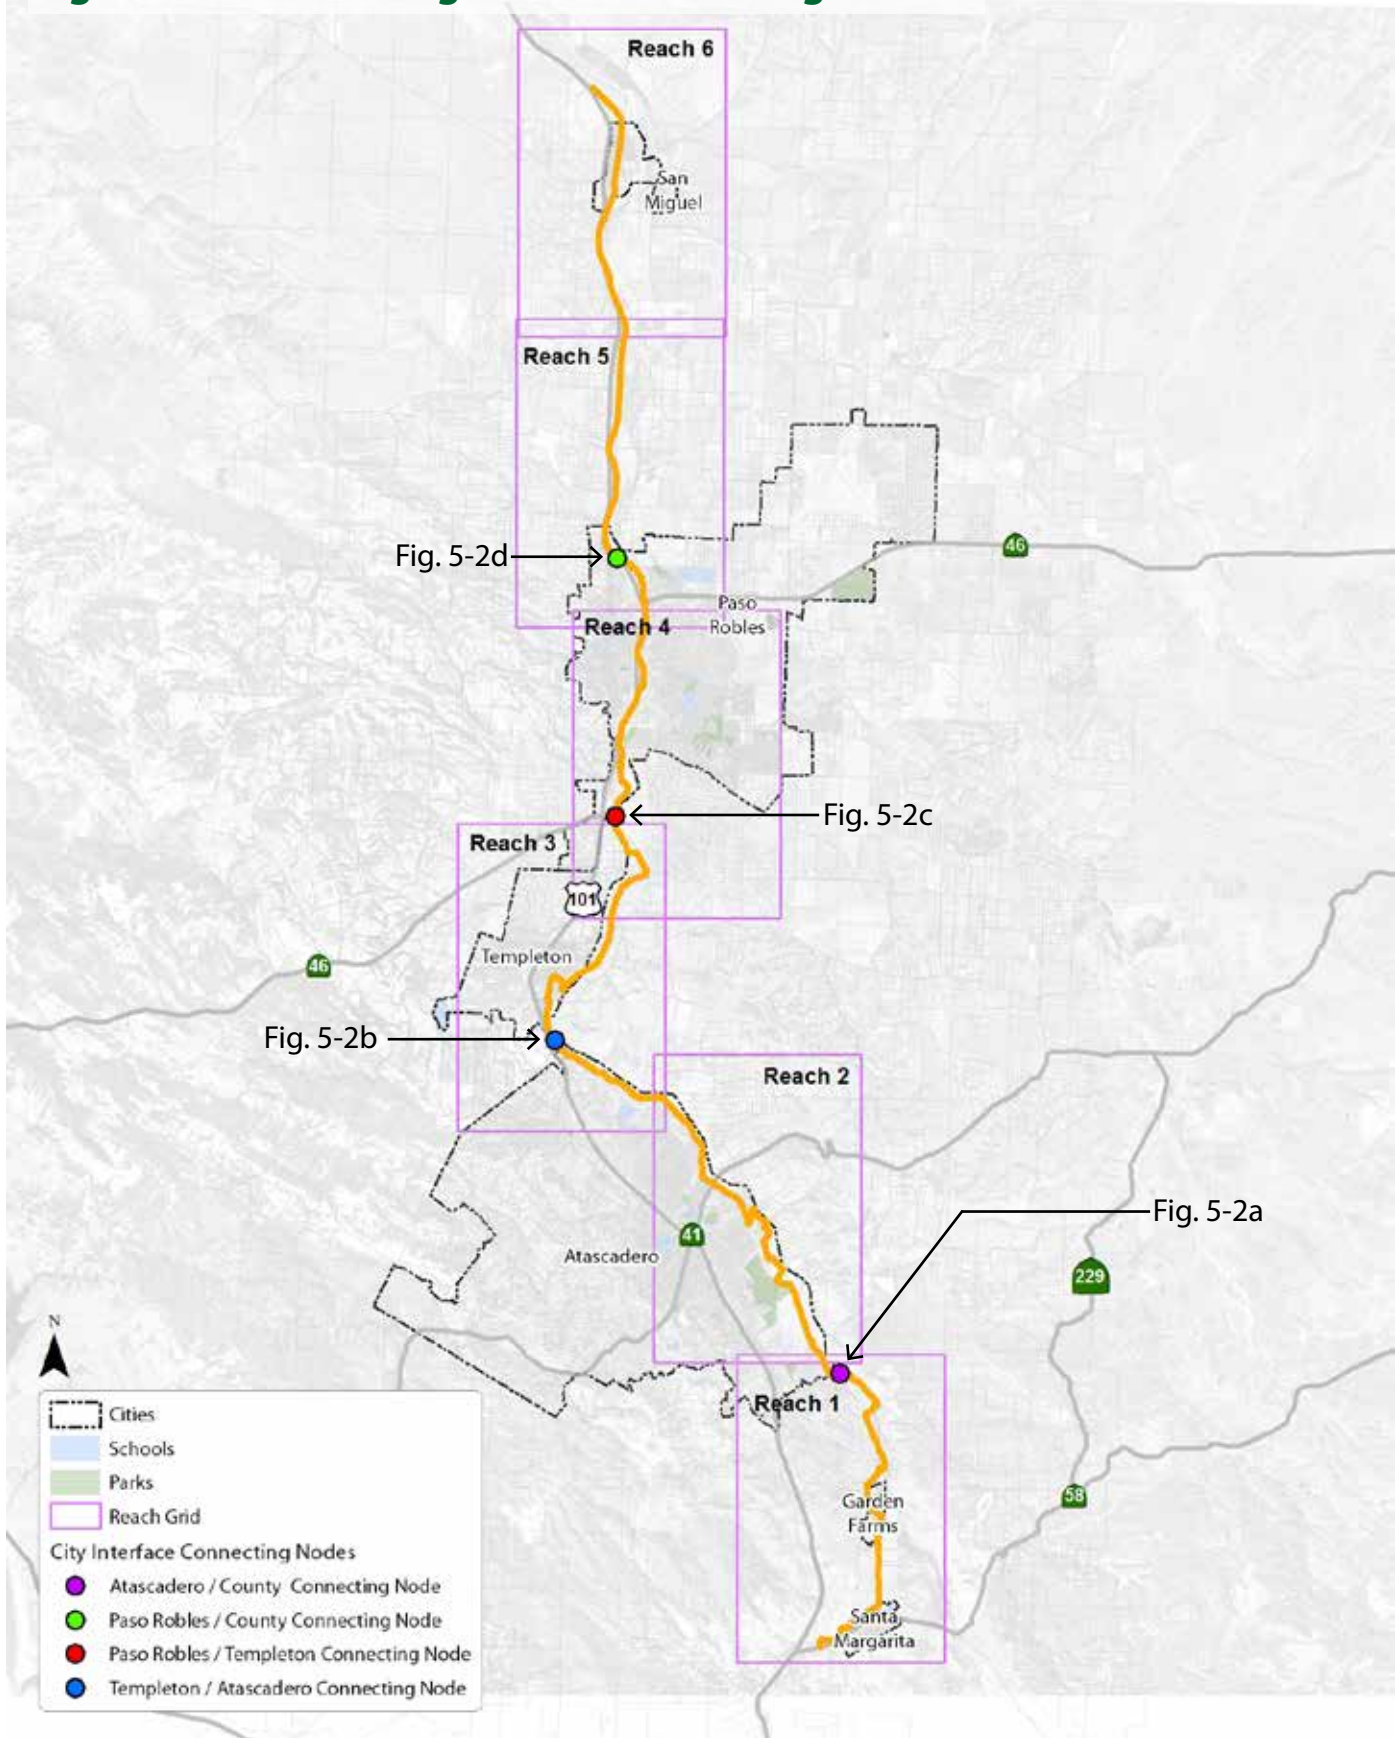 Reach 6
San
Miguel
Reach 5
46
Fig. 5-2d
Paso
Robles
Reach 4
Fig. 5-2c
Reach 3
101
Templeton
46
Fig. 5-2b
Reach 2
Fig. 5-2a
41
Atascadero
229
N
Reach 1
58
Garden
Farms
Santa
Margarita
Cities
Schools
Parks
Reach Grid
City Interface Connecting Nodes
Atascadero / County Connecting Node
Paso Robles / County Connecting Node
Paso Robles / Templeton Connecting Node
Templeton / Atascadero Connecting Node